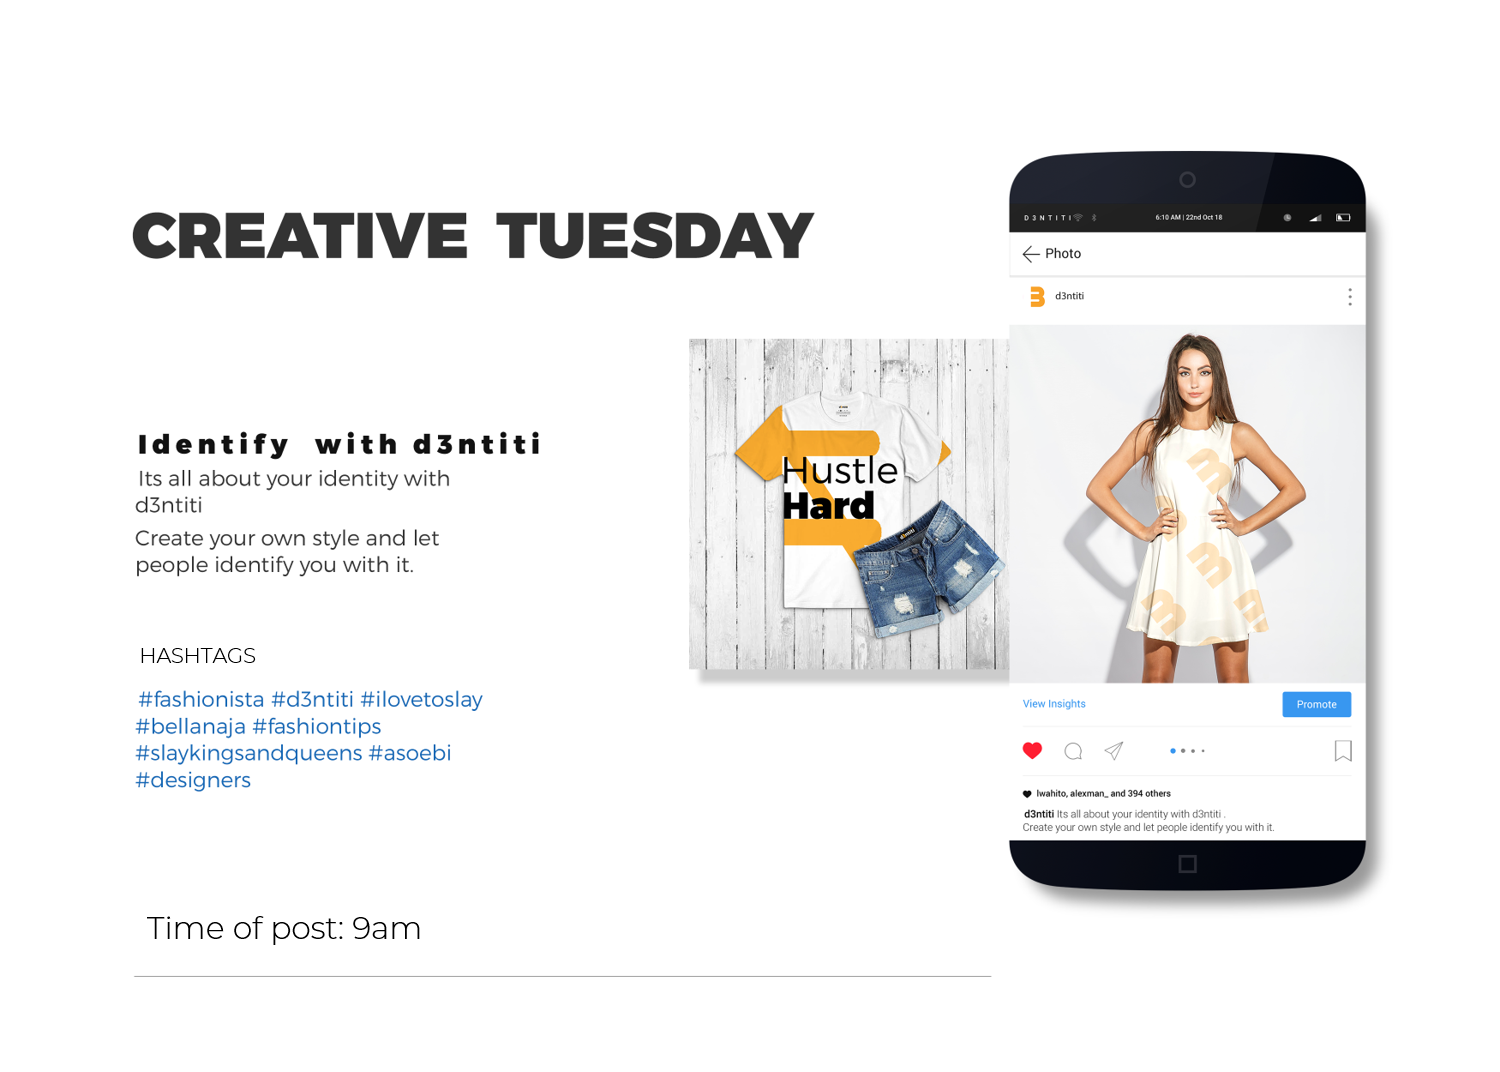 CREATIVE TUESDAY
Identify with d3ntiti
Its all about your identity with
d3ntiti
Create your own style and let
people identify you with it.
HASHTAGS
#fashionista #d3ntiti #ilovetoslay
#bellanaja #fashiontips
#slaykingsandqueens #asoebi
#designers
Time of post: 9am
Hustle
Hard
d3ntiti
D3NTITI
6:10 AM | 22nd Oct 18
Photo
d3ntiti
View Insights
Promote
lwahito, alexman_ and 394 others
d3ntiti Its all about your identity with d3ntiti .
Create your own style and let people identify you with it.